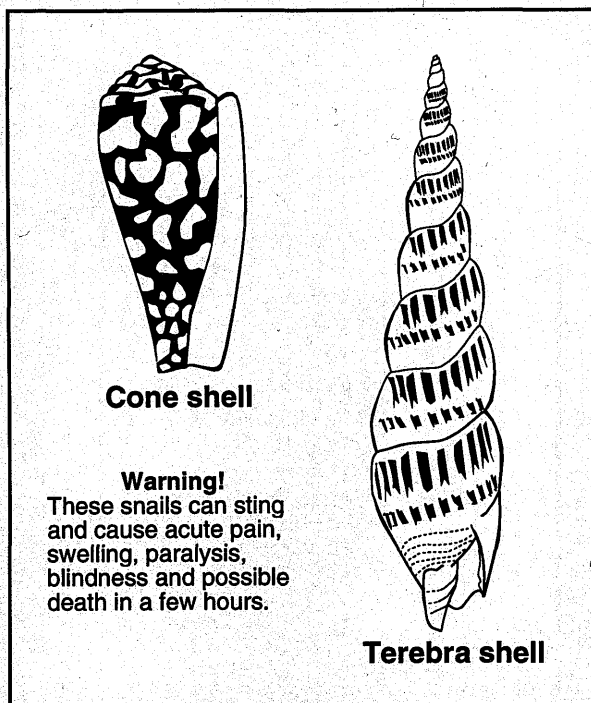 Cone shell
Warning!
These snails can sting
and cause acute pain,
swelling, paralysis,
blindness and possible
death in a few hours.
Terebra shell